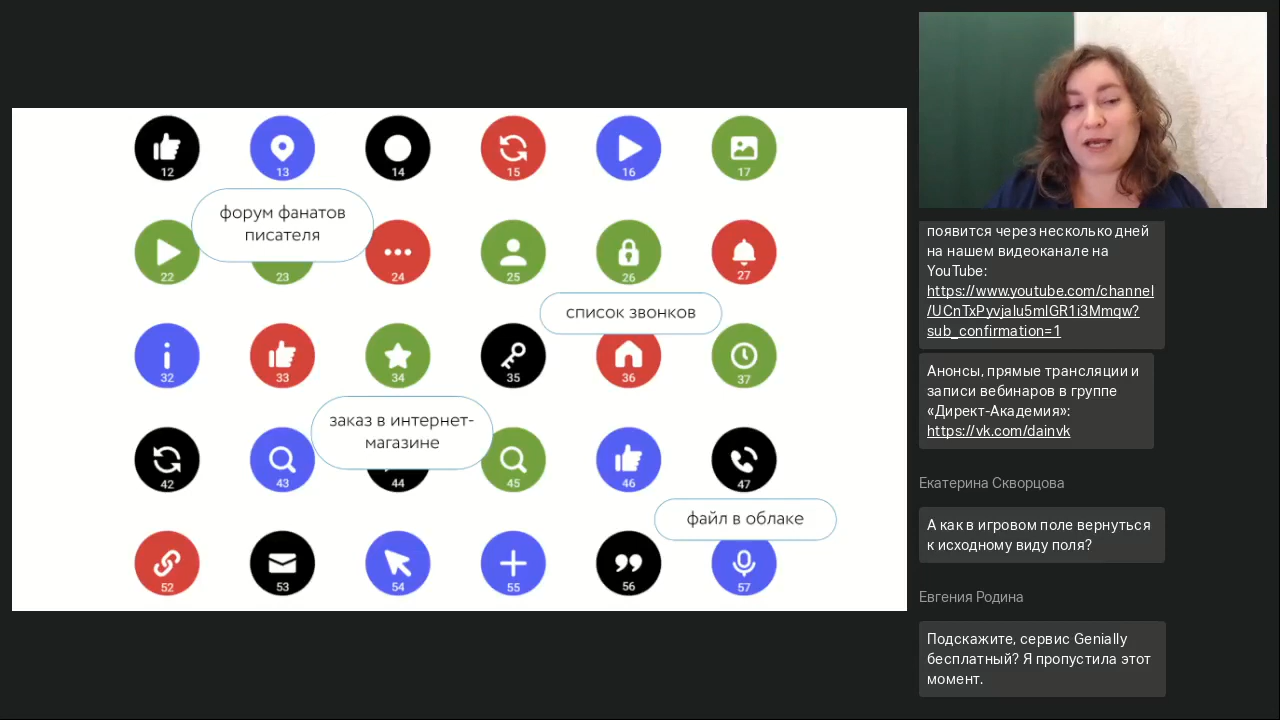 12 13 14 15 16 17
форум фанатов
писателя
22 23 24 25 26 27
список звонков
32 33 34 35 36 37
заказ в интернет-
магазине
42 43 44 45 46 47
файл в облаке
52 53 54 55 56 57
появится через несколько дней
на нашем видеоканале на
YouTube:
https://www.youtube.com/channel
/UCnTxPyvjalu5mlGR1i3Mmqw?
sub_confirmation=1
Анонсы, прямые трансляции и
записи вебинаров в группе
«Директ-Академия»:
https://vk.com/dainvk
Екатерина Скворцова
А как в игровом поле вернуться
к исходному виду поля?
Евгения Родина
Подскажите, сервис Genially
бесплатный? Я пропустила этот
момент.